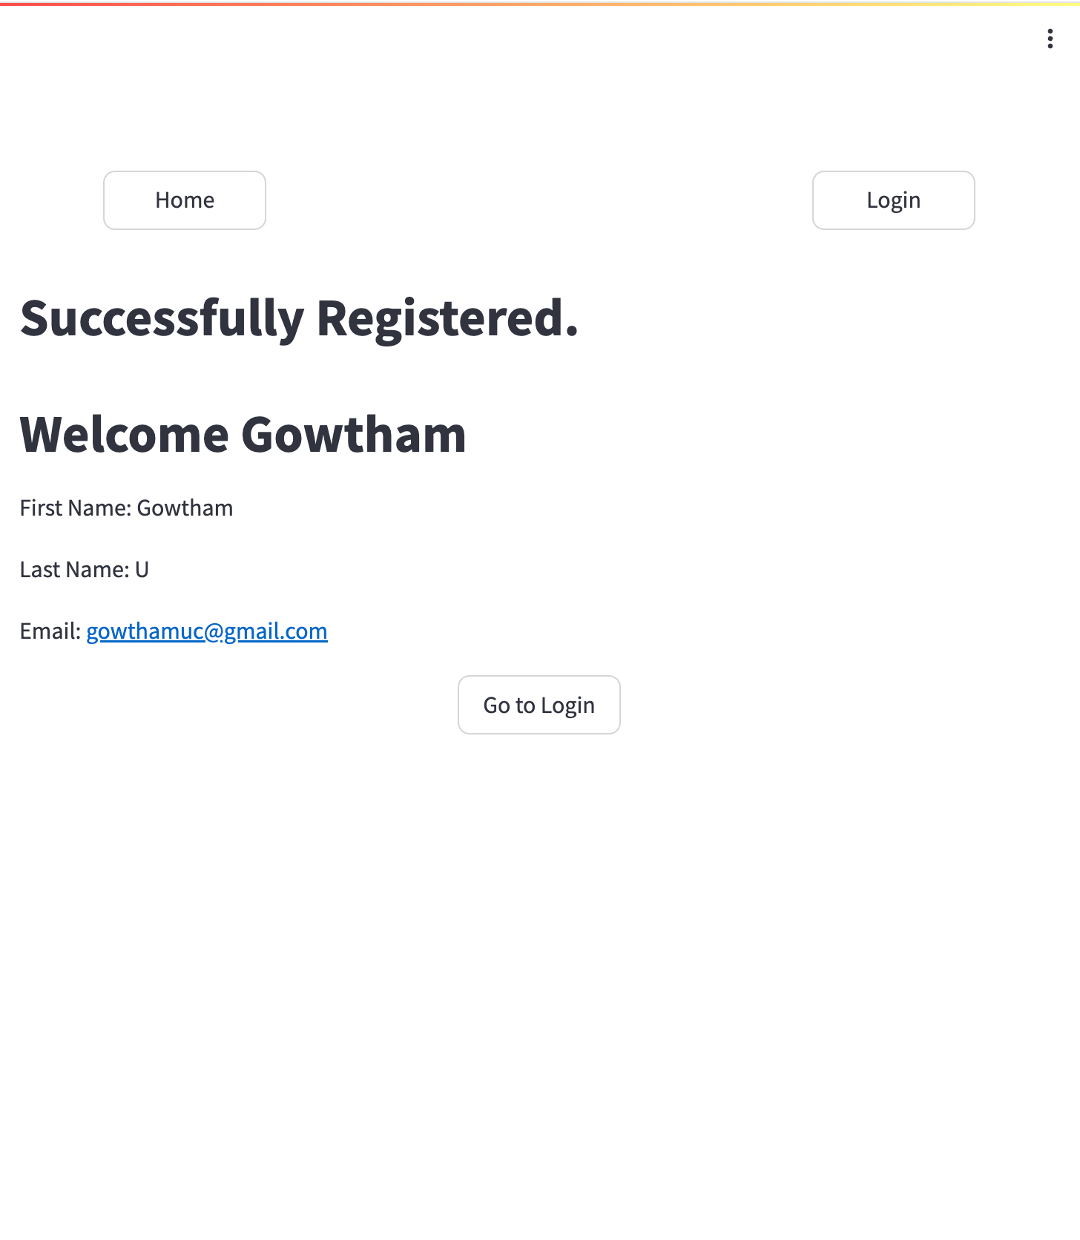 Home
Login
Successfully Registered.
Welcome Gowtham
First Name: Gowtham
Last Name: U
Email: gowthamuc@gmail.com
Go to Login